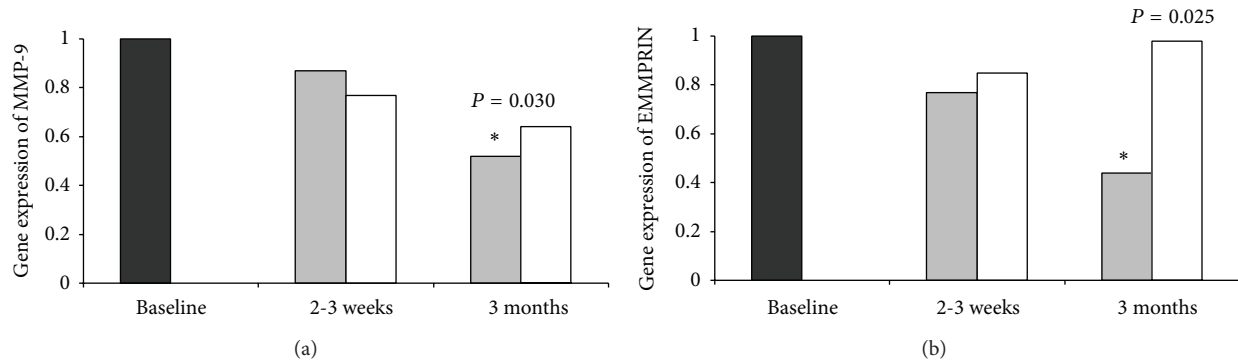 Gene expression of MMP-9
1
0.8
0.6
0.4
0.2
0
P = 0.030
*
Baseline
2-3 weeks
3 months
(a)
Gene expression of EMMPRIN
1
0.8
0.6
0.4
0.2
0
P = 0.025
*
Baseline
2-3 weeks
3 months
(b)